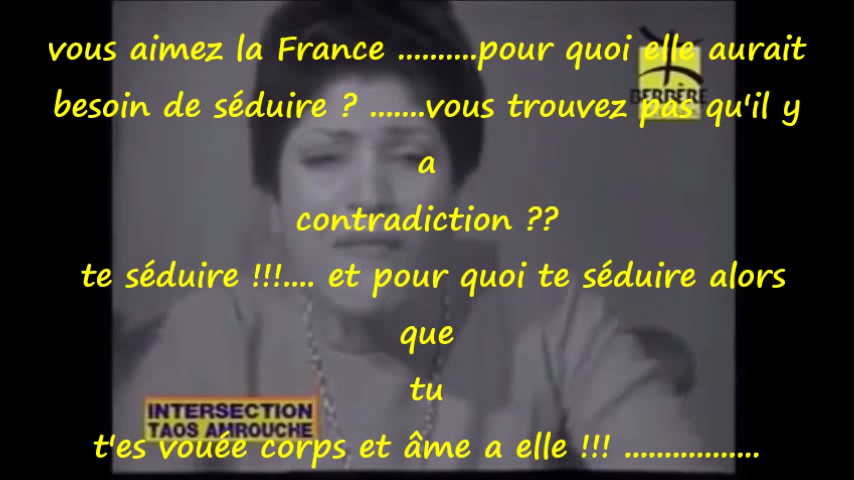 vous aimez la France ..........pour quoi elle aurait
BERBÈRE
besoin de séduire ? .......vous trouvez pas qu'il y
a
contradiction ??
te séduire !!!.... et pour quoi te séduire alors
que
tu
INTERSECTION
TAOS AMROUCHE
t'es vouée corps et âme a elle !!! .................